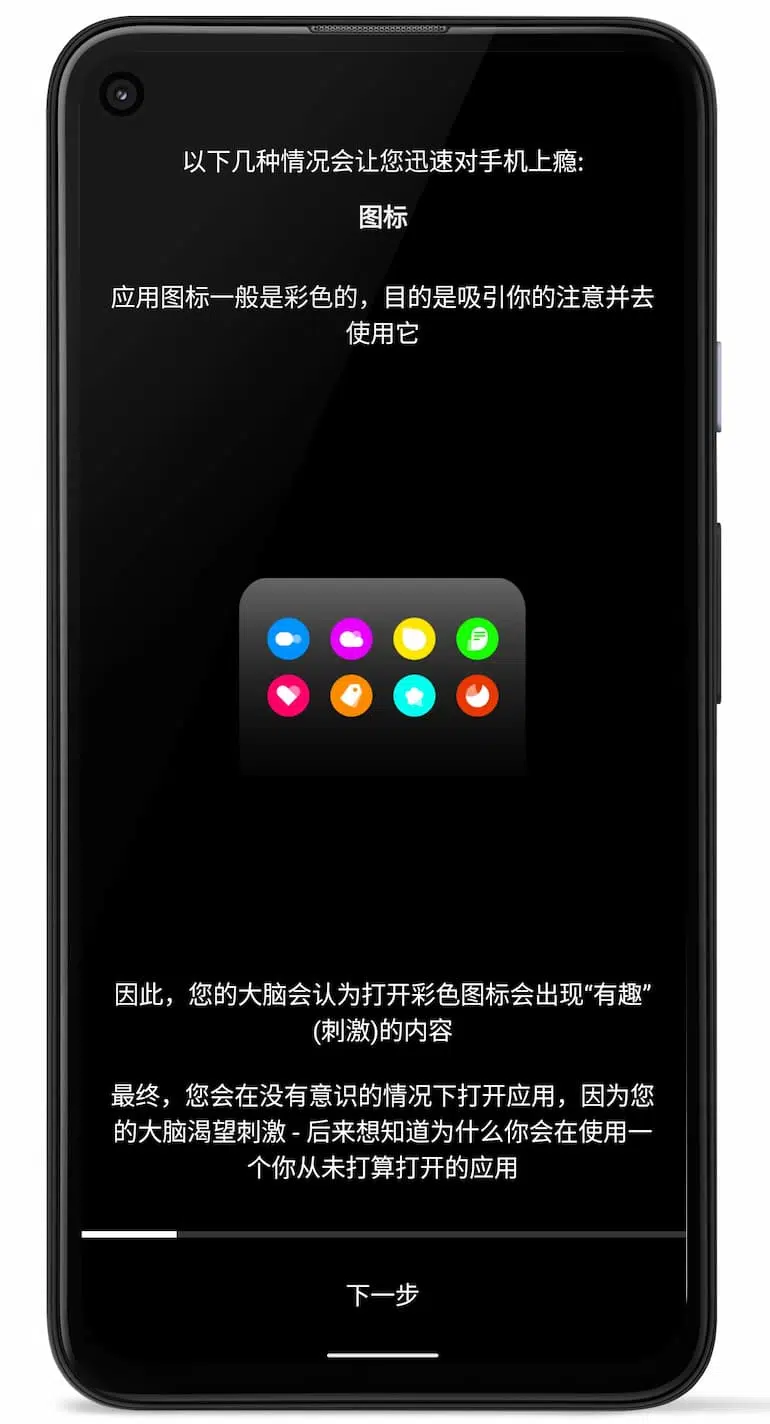 以下几种情况会让您迅速对手机上瘾:
图标
应用图标一般是彩色的，目的是吸引你的注意并去
使用它
因此，您的大脑会认为打开彩色图标会出现“有趣”
(刺激)的内容
最终，您会在没有意识的情况下打开应用，因为您
的大脑渴望刺激 - 后来想知道为什么你会在使用一
个你从未打算打开的应用
下一步